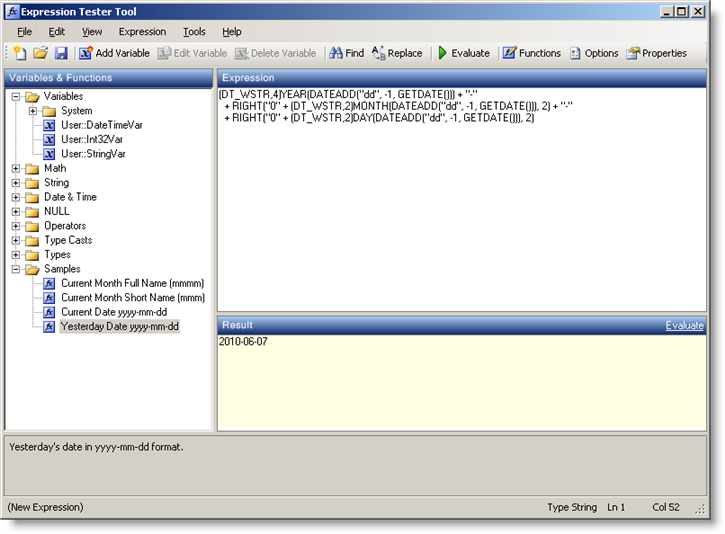 Expression Tester Tool
File Edit View Expression Tools Help
Add Variable Edit Variable Delete Variable Find Replace Evaluate Functions Options Properties
Variables & Functions
Variables
System
User::DateTimeVar
User::Int32Var
User::StringVar
Math
String
Date & Time
NULL
Operators
Type Casts
Types
Samples
Current Month Full Name (mmmm)
Current Month Short Name (mmm)
Current Date yyyy-mm-dd
Yesterday Date yyyy-mm-dd
Expression
(DT_WSTR,4)YEAR(DATEADD("dd", -1, GETDATE())) + "-"
+ RIGHT("0" + (DT_WSTR,2)MONTH(DATEADD("dd", -1, GETDATE())), 2) + "-"
+ RIGHT("0" + (DT_WSTR,2)DAY(DATEADD("dd", -1, GETDATE())), 2)
Result Evaluate
2010-06-07
Yesterday's date in yyyy-mm-dd format.
(New Expression) Type String Ln 1 Col 52